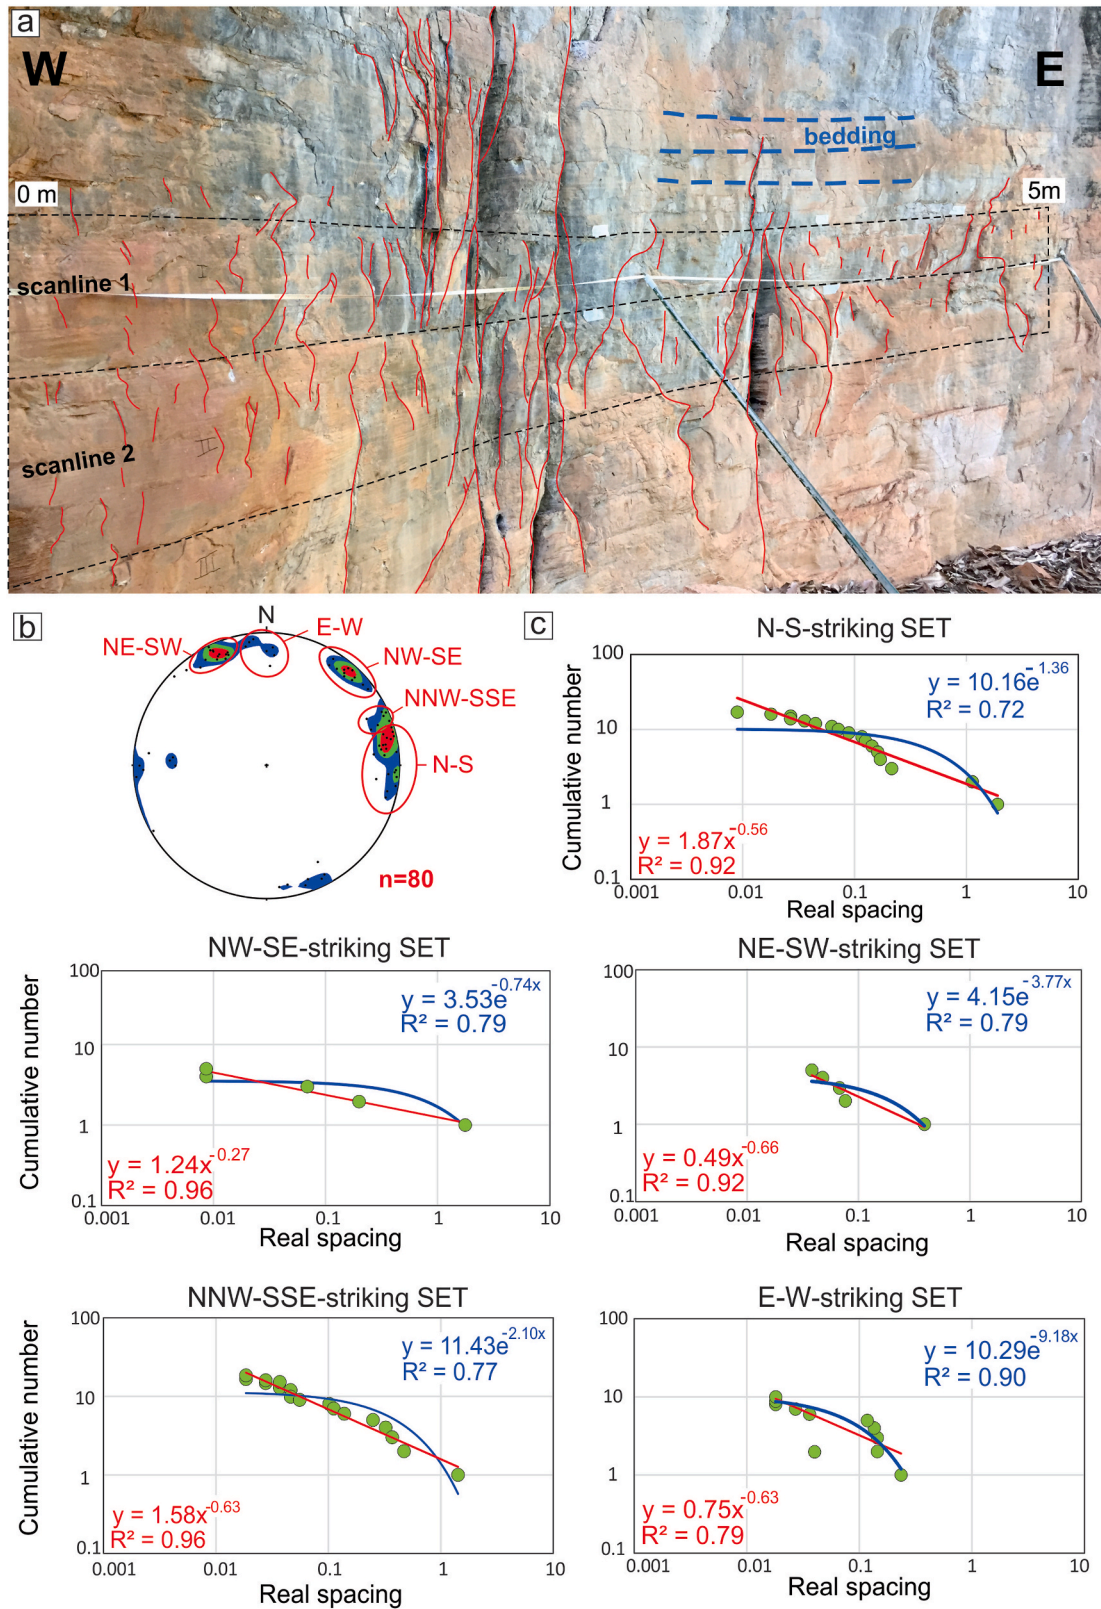 a
W
E
bedding
0 m
5m
scanline 1
scanline 2
I
II
III
b
N
E-W
NE-SW
NW-SE
NNW-SSE
N-S
n=80
c
N-S-striking SET
100
10
1
0.1
0.001
0.01
0.1
1
10
Cumulative number
Real spacing
y = 10.16e^-1.36
R² = 0.72
y = 1.87x^-0.56
R² = 0.92
NW-SE-striking SET
100
10
1
0.1
0.001
0.01
0.1
1
10
Cumulative number
Real spacing
y = 3.53e^-0.74x
R² = 0.79
y = 1.24x^-0.27
R² = 0.96
NE-SW-striking SET
100
10
1
0.1
0.001
0.01
0.1
1
10
Real spacing
y = 4.15e^-3.77x
R² = 0.79
y = 0.49x^-0.66
R² = 0.92
NNW-SSE-striking SET
100
10
1
0.1
0.001
0.01
0.1
1
10
Cumulative number
Real spacing
y = 11.43e^-2.10x
R² = 0.77
y = 1.58x^-0.63
R² = 0.96
E-W-striking SET
100
10
1
0.1
0.001
0.01
0.1
1
10
Real spacing
y = 10.29e^-9.18x
R² = 0.90
y = 0.75x^-0.63
R² = 0.79